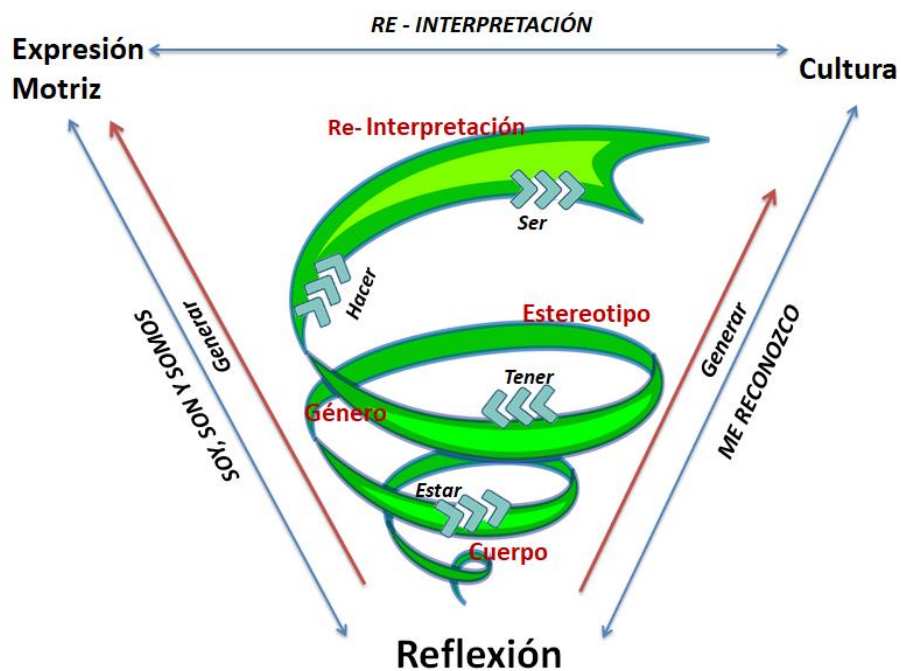 RE - INTERPRETACIÓN
Expresión
Motriz
Cultura
Re- Interpretación
Ser
Hacer
Estereotipo
Generar
Generar
SOY, SON Y SOMOS
ME RECONOZCO
Tener
Género
Estar
Cuerpo
Reflexión